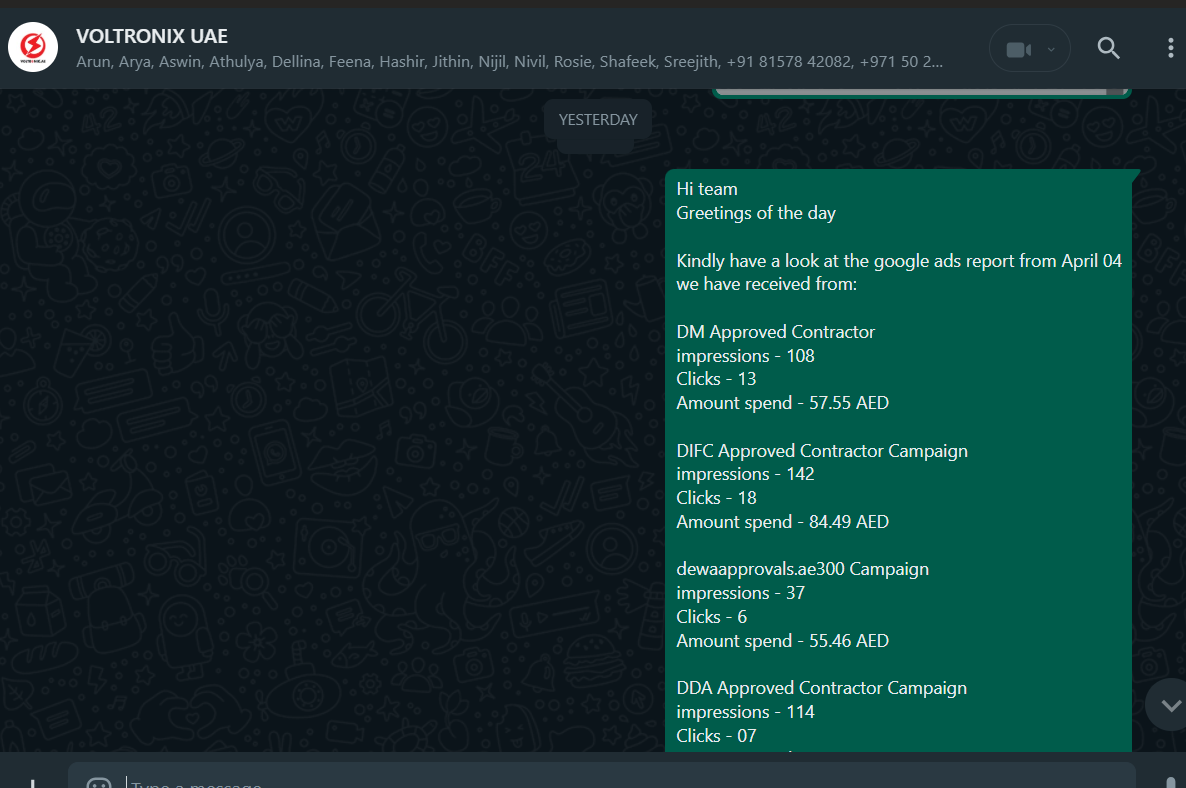 VOLTRONIX UAE
Arun, Arya, Aswin, Athulya, Dellina, Feena, Hashir, Jithin, Nijil, Nivil, Rosie, Shafeek, Sreejith, +91 81578 42082, +971 50 2...
YESTERDAY
Hi team
Greetings of the day
Kindly have a look at the google ads report from April 04
we have received from:
DM Approved Contractor
impressions - 108
Clicks - 13
Amount spend - 57.55 AED
DIFC Approved Contractor Campaign
impressions - 142
Clicks - 18
Amount spend - 84.49 AED
dewaapprovals.ae300 Campaign
impressions - 37
Clicks - 6
Amount spend - 55.46 AED
DDA Approved Contractor Campaign
impressions - 114
Clicks - 07
Type a message